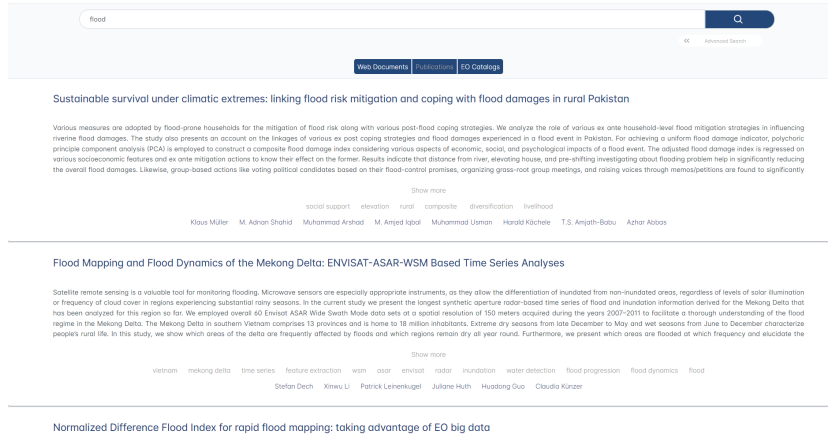 flood
Advanced Search
Web Documents Publications EO Catalogs
Sustainable survival under climatic extremes: linking flood risk mitigation and coping with flood damages in rural Pakistan
Various measures are adopted by flood-prone households for the mitigation of flood risk along with various post-flood coping strategies. We analyze the role of various ex ante household-level flood mitigation strategies in influencing
riverine flood damages. The study also presents an account on the linkages of various ex post coping strategies and flood damages experienced in a flood event in Pakistan. For achieving a uniform flood damage indicator, polychoric
principle component analysis (PCA) is employed to construct a composite flood damage index considering various aspects of economic, social, and psychological impacts of a flood event. The adjusted flood damage index is regressed on
various socioeconomic features and ex ante mitigation actions to know their effect on the former. Results indicate that distance from river, elevating house, and pre-shifting investigating about flooding problem help in significantly reducing
the overall flood damages. Likewise, group-based actions like voting political candidates based on their flood-control promises, organizing grass-root group meetings, and raising voices through memos/petitions are found to significantly
Show more
social support elevation rural composite diversification livelihood
Klaus Müller M. Adnan Shahid Muhammad Arshad M. Amjed Iqbal Muhammad Usman Harald Kächele T.S. Amjath-Babu Azhar Abbas
Flood Mapping and Flood Dynamics of the Mekong Delta: ENVISAT-ASAR-WSM Based Time Series Analyses
Satellite remote sensing is a valuable tool for monitoring flooding. Microwave sensors are especially appropriate instruments, as they allow the differentiation of inundated from non-inundated areas, regardless of levels of solar illumination
or frequency of cloud cover in regions experiencing substantial rainy seasons. In the current study we present the longest synthetic aperture radar-based time series of flood and inundation information derived for the Mekong Delta that
has been analyzed for this region so far. We employed overall 60 Envisat ASAR Wide Swath Mode data sets at a spatial resolution of 150 meters acquired during the years 2007–2011 to facilitate a thorough understanding of the flood
regime in the Mekong Delta. The Mekong Delta in southern Vietnam comprises 13 provinces and is home to 18 million inhabitants. Extreme dry seasons from late December to May and wet seasons from June to December characterize
people's rural life. In this study, we show which areas of the delta are frequently affected by floods and which regions remain dry all year round. Furthermore, we present which areas are flooded at which frequency and elucidate the
Show more
vietnam mekong delta time series feature extraction wsm asar envisat radar inundation water detection flood progression flood dynamics flood
Stefan Dech Xinwu Li Patrick Leinenkugel Juliane Huth Huadong Guo Claudia Künzer
Normalized Difference Flood Index for rapid flood mapping: taking advantage of EO big data